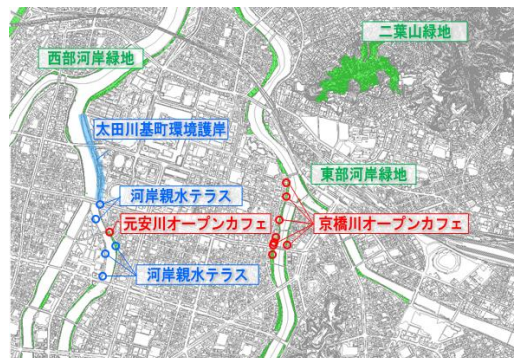 二葉山緑地
西部河岸緑地
太田川基町環境護岸
東部河岸緑地
河岸親水テラス
元安川オープンカフェ
京橋川オープンカフェ
河岸親水テラス